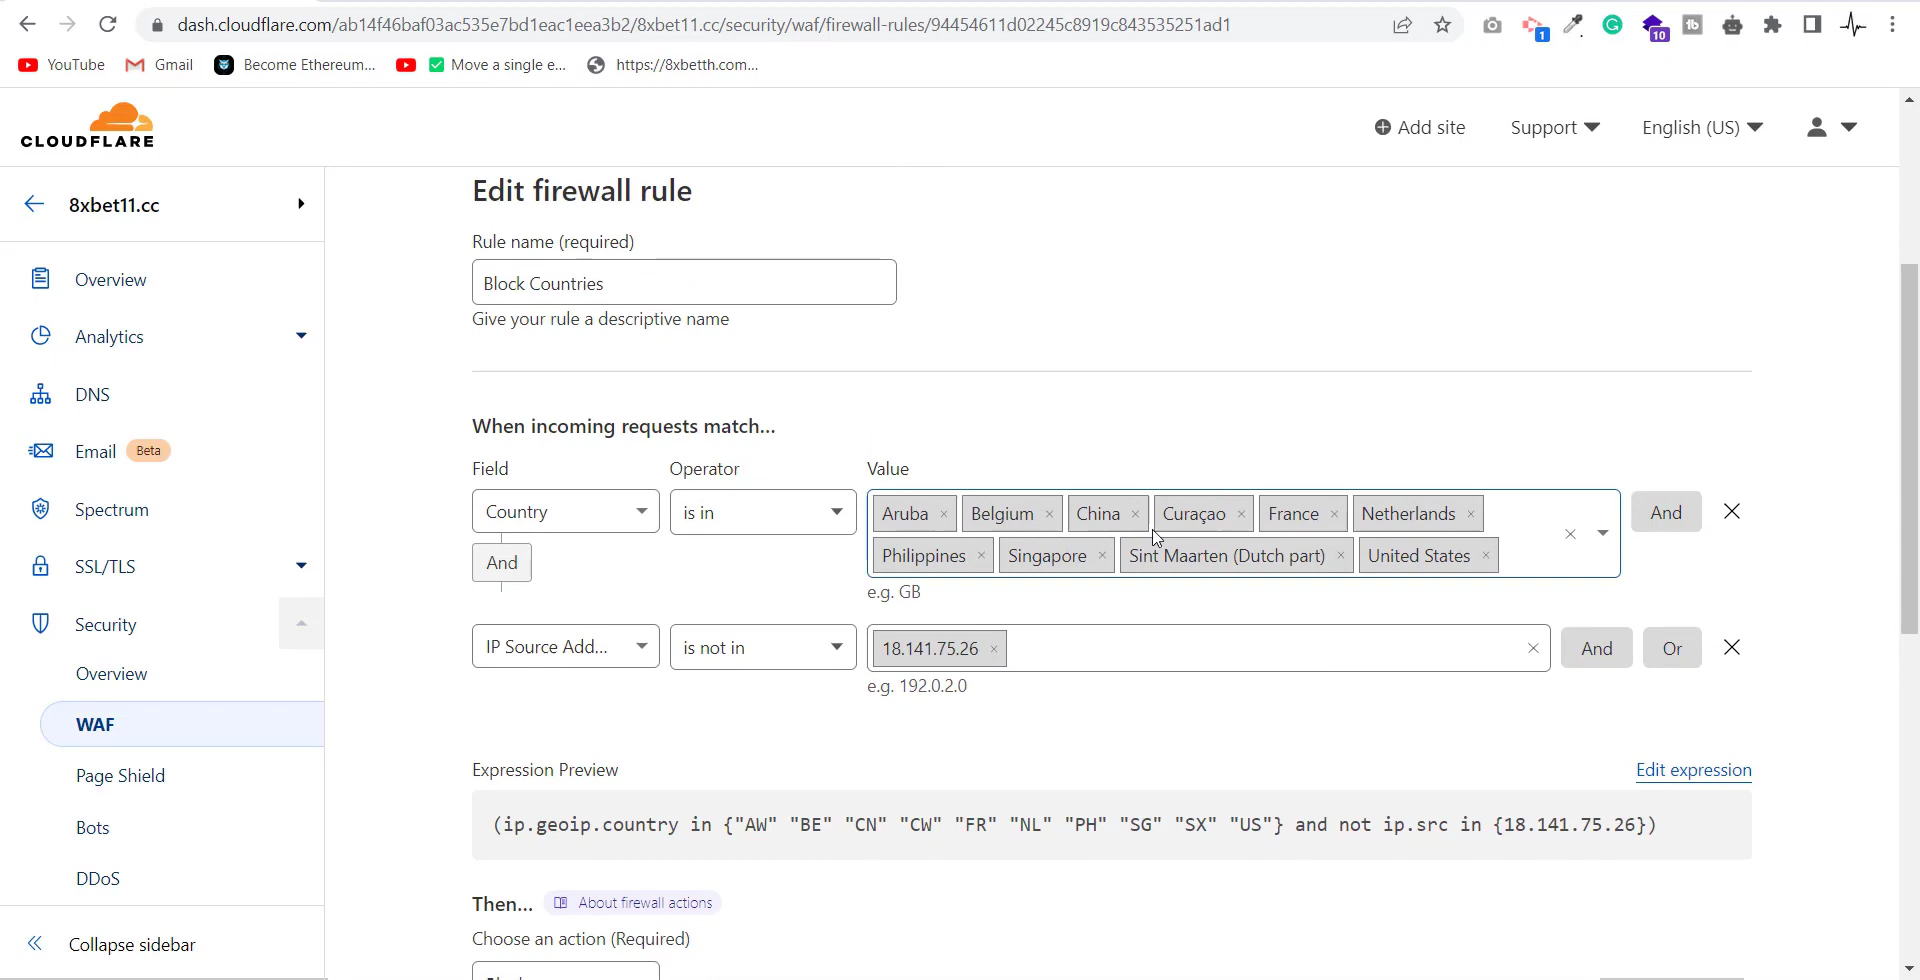 dash.cloudflare.com/ab14f46baf03ac535e7bd1eac1eea3b2/8xbet11.cc/security/waf/firewall-rules/94454611d02245c8919c843535251ad1
1
10
YouTube Gmail Become Ethereum... Move a single e... https://8xbetth.com...
CLOUDFLARE
Add site Support English (US)
8xbet11.cc
Overview
Analytics
DNS
Email Beta
Spectrum
SSL/TLS
Security
Overview
WAF
Page Shield
Bots
DDoS
Collapse sidebar
Edit firewall rule
Rule name (required)
Block Countries
Give your rule a descriptive name
When incoming requests match...
Field Operator Value
Country is in Aruba × Belgium × China × Curaçao × France × Netherlands × And
Philippines × Singapore × Sint Maarten (Dutch part) × United States ×
And
e.g. GB
IP Source Add... is not in 18.141.75.26 × And Or
e.g. 192.0.2.0
Expression Preview Edit expression
(ip.geoip.country in {"AW" "BE" "CN" "CW" "FR" "NL" "PH" "SG" "SX" "US"} and not ip.src in {18.141.75.26})
Then... About firewall actions
Choose an action (Required)